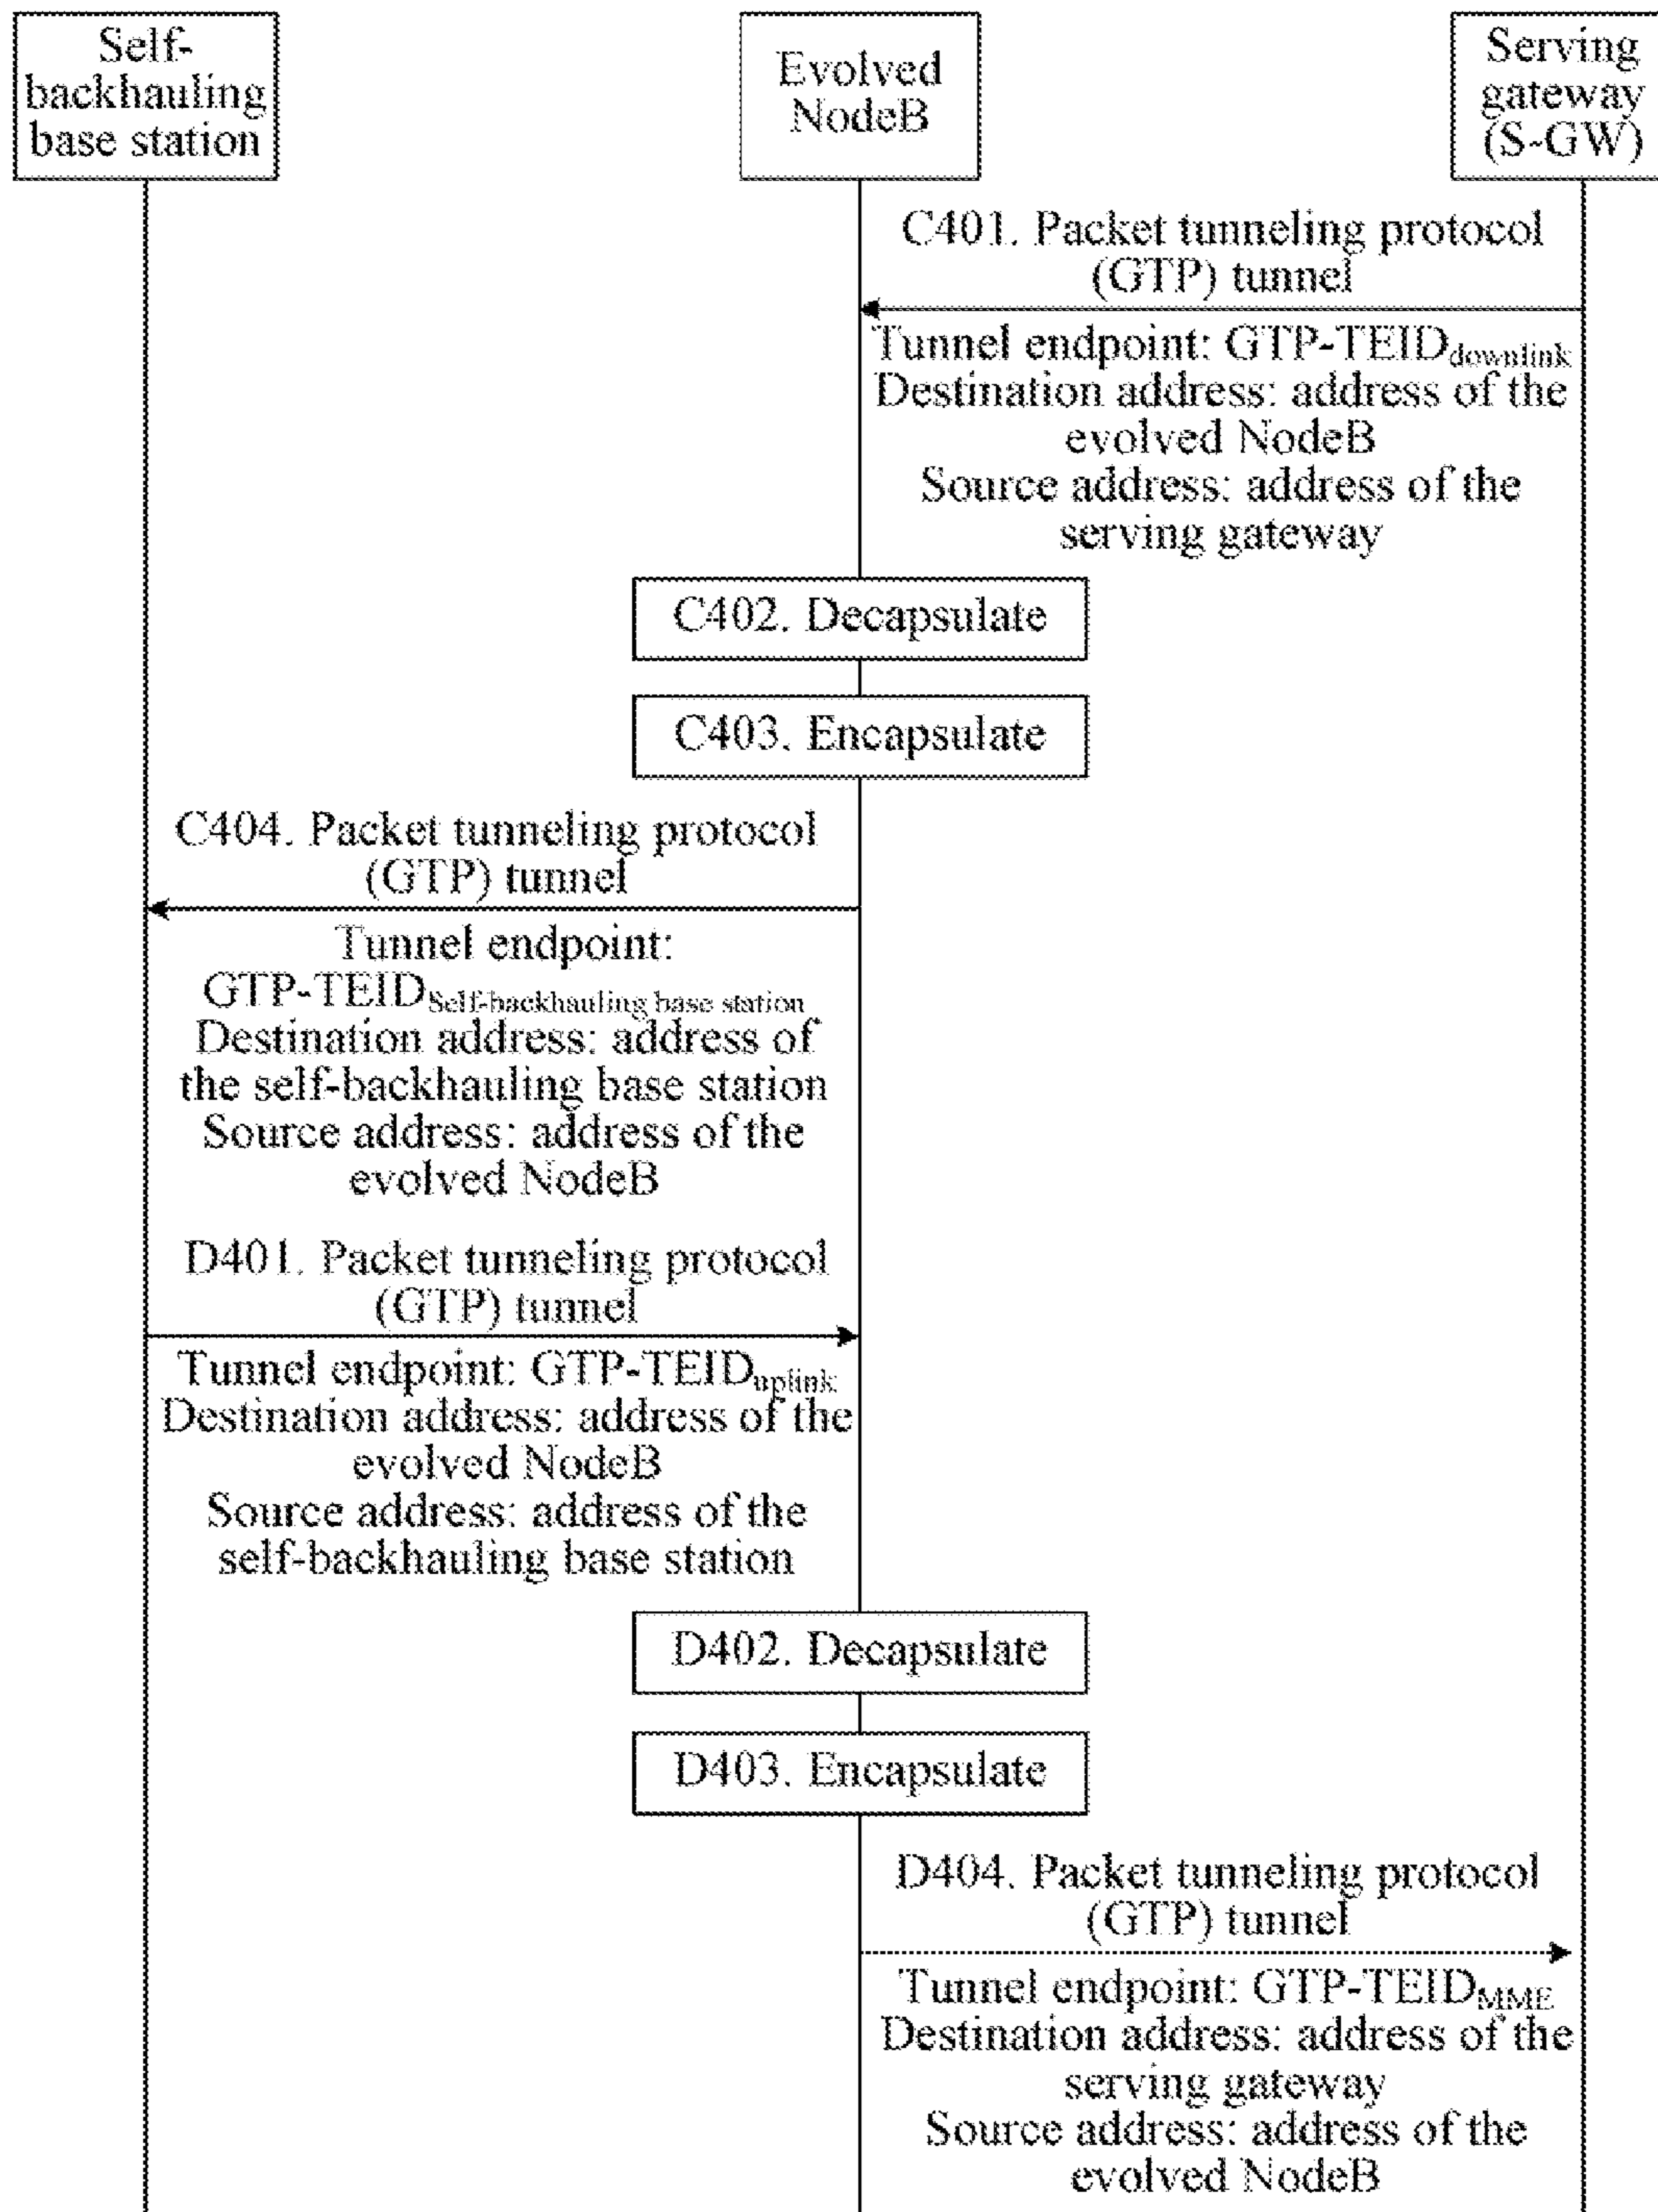 Self-
backhauling
base station
Evolved
NodeB
Serving
gateway
(S-GW)
C401. Packet tunneling protocol
(GTP) tunnel
Tunnel endpoint: GTP-TEIDdownlink
Destination address: address of the
evolved NodeB
Source address: address of the
serving gateway
C402. Decapsulate
C403. Encapsulate
C404. Packet tunneling protocol
(GTP) tunnel
Tunnel endpoint:
GTP-TEIDSelf-backhauling base station
Destination address: address of
the self-backhauling base station
Source address: address of the
evolved NodeB
D401. Packet tunneling protocol
(GTP) tunnel
Tunnel endpoint: GTP-TEIDuplink
Destination address: address of the
evolved NodeB
Source address: address of the
self-backhauling base station
D402. Decapsulate
D403. Encapsulate
D404. Packet tunneling protocol
(GTP) tunnel
Tunnel endpoint: GTP-TEIDMME
Destination address: address of the
serving gateway
Source address: address of the
evolved NodeB